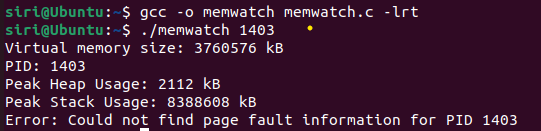 siri@Ubuntu:~$ gcc -o memwatch memwatch.c -lrt
siri@Ubuntu:~$ ./memwatch 1403
Virtual memory size: 3760576 kB
PID: 1403
Peak Heap Usage: 2112 kB
Peak Stack Usage: 8388608 kB
Error: Could not find page fault information for PID 1403